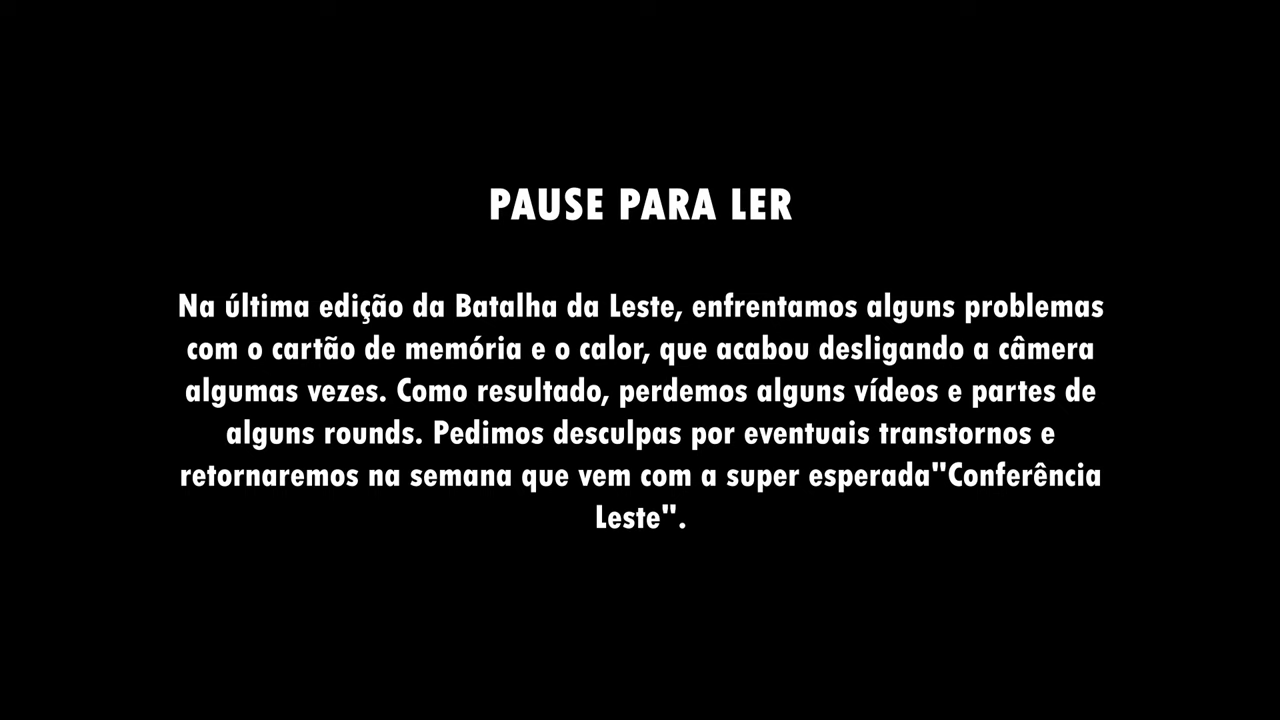 PAUSE PARA LER
Na última edição da Batalha da Leste, enfrentamos alguns problemas
com o cartão de memória e o calor, que acabou desligando a câmera
algumas vezes. Como resultado, perdemos alguns vídeos e partes de
alguns rounds. Pedimos desculpas por eventuais transtornos e
retornaremos na semana que vem com a super esperada"Conferência
Leste".